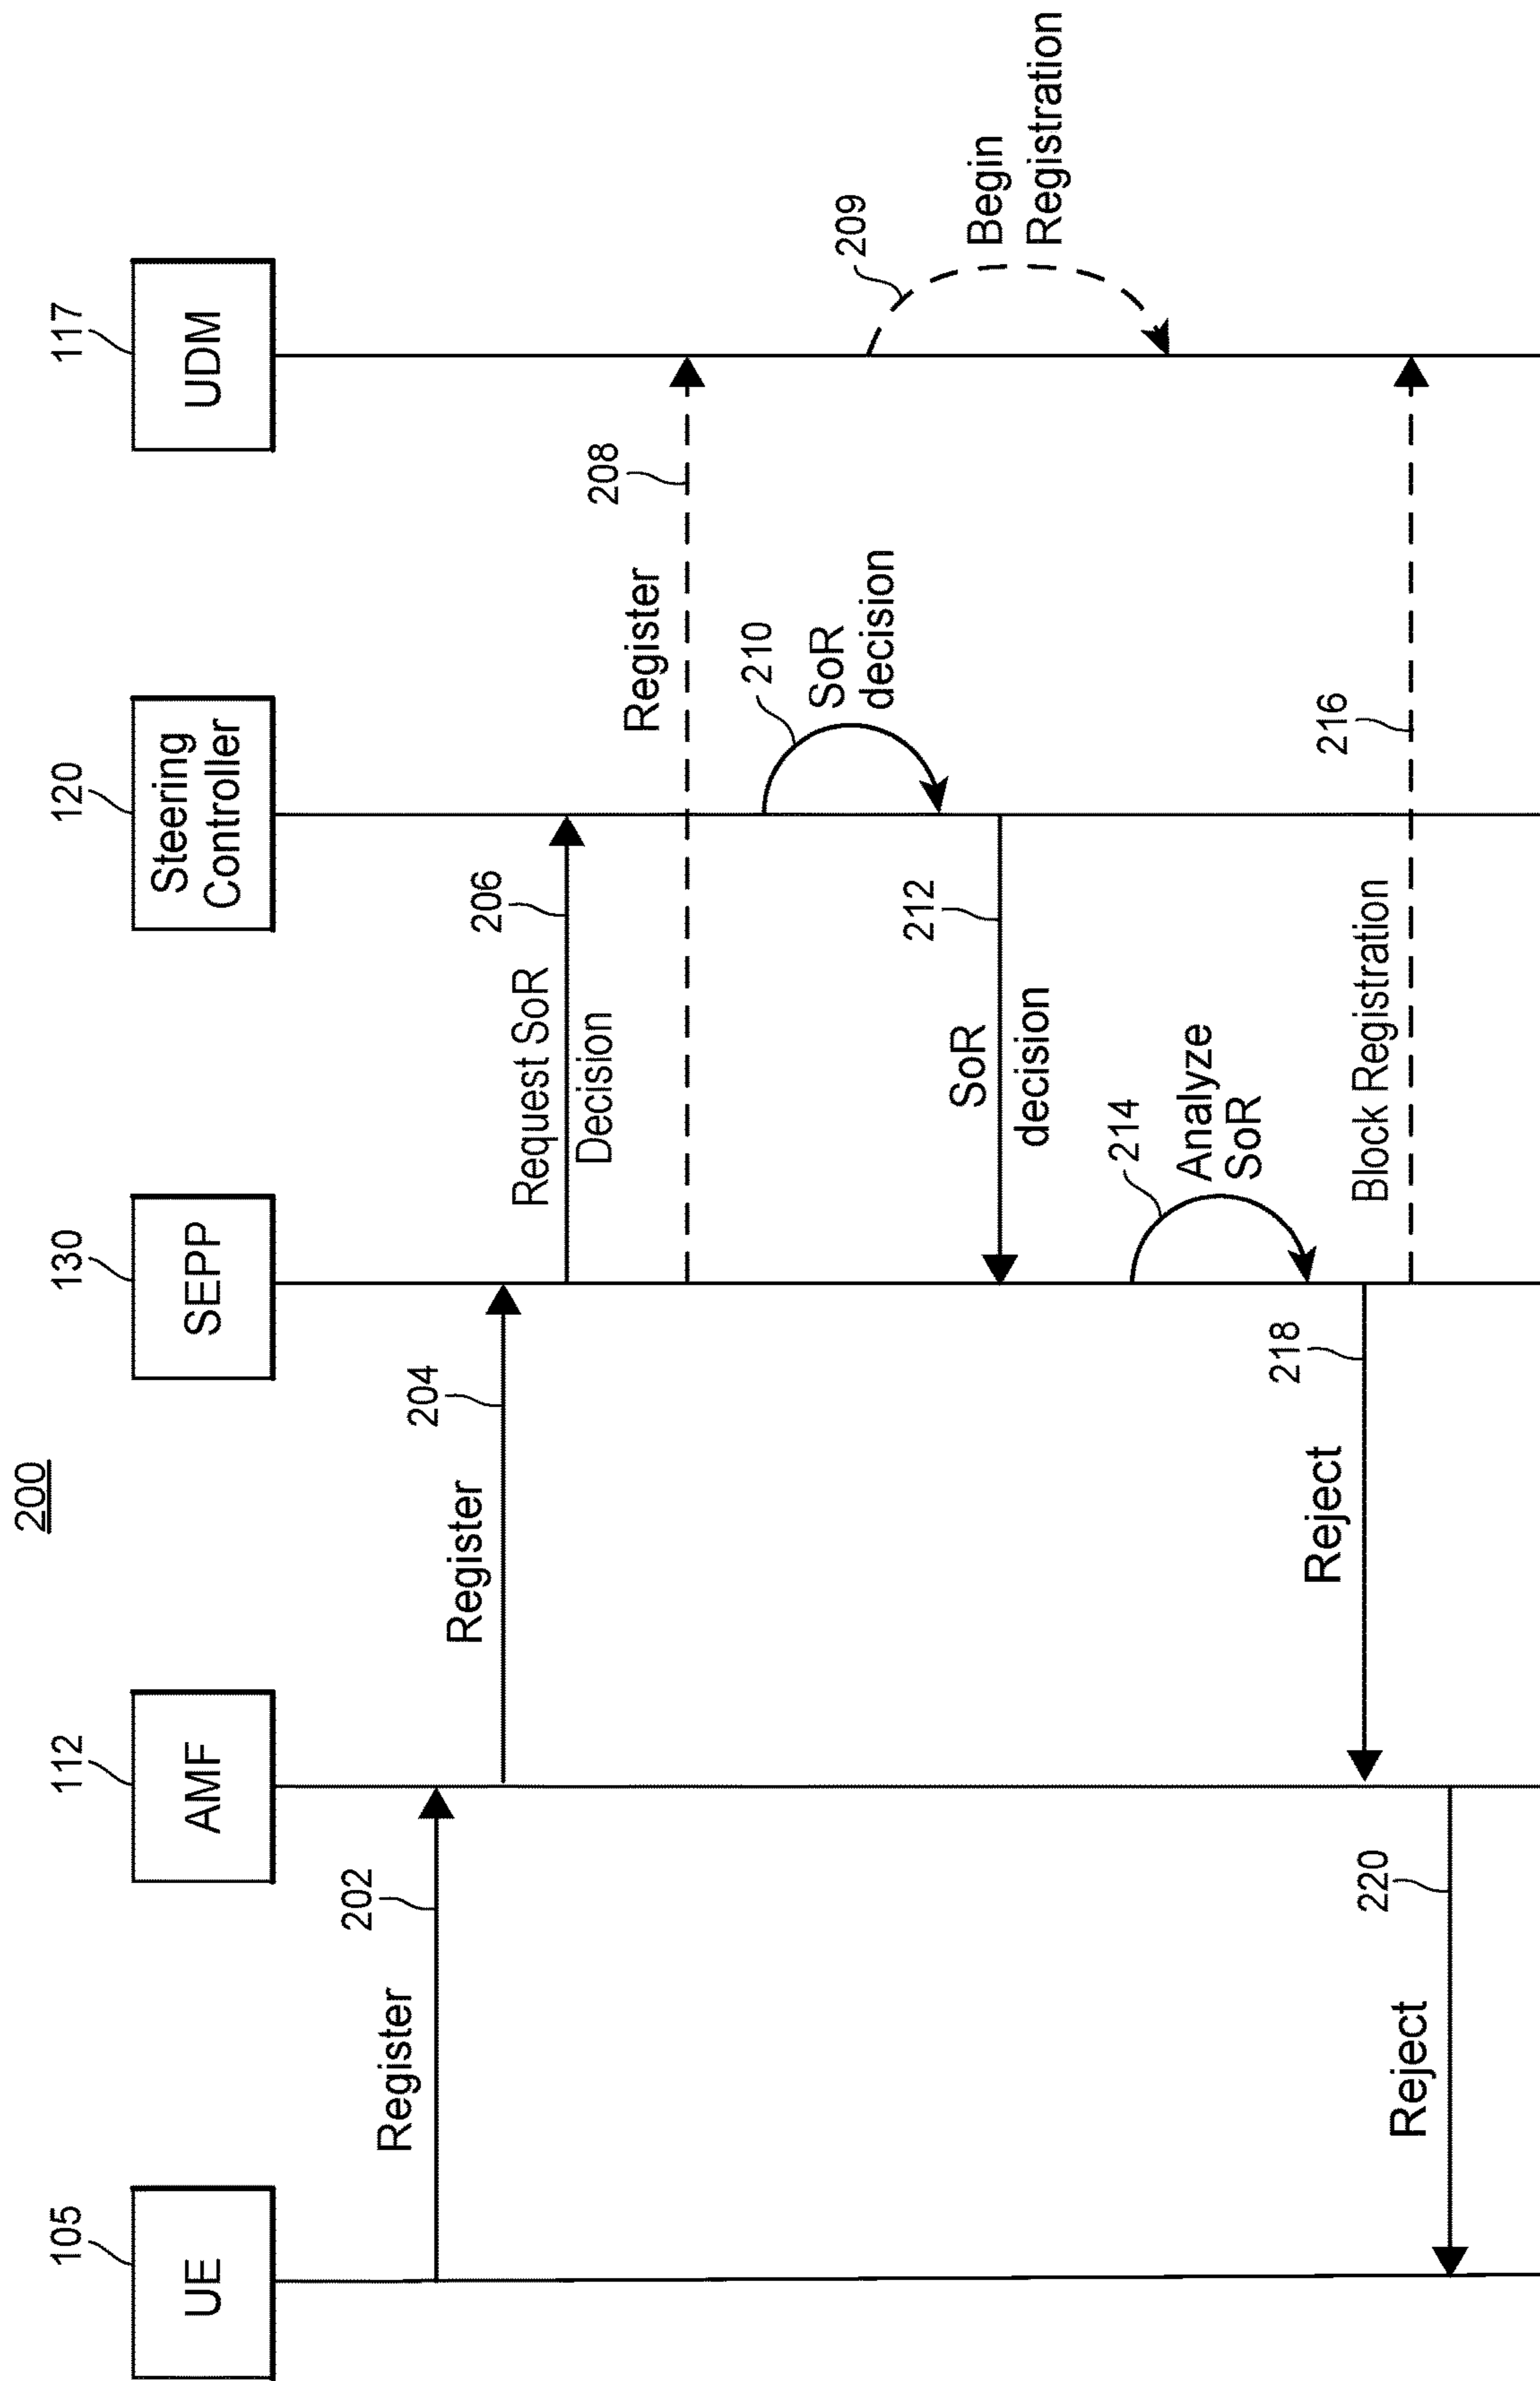 200
105
112
130
120
117
UE
AMF
SEPP
Steering
Controller
UDM
Register
202
Register
204
Request SoR
206
Decision
Register
208
209
Begin
Registration
210
SoR
decision
212
SoR
decision
214
Analyze
SoR
218
Reject
Block Registration
216
220
Reject